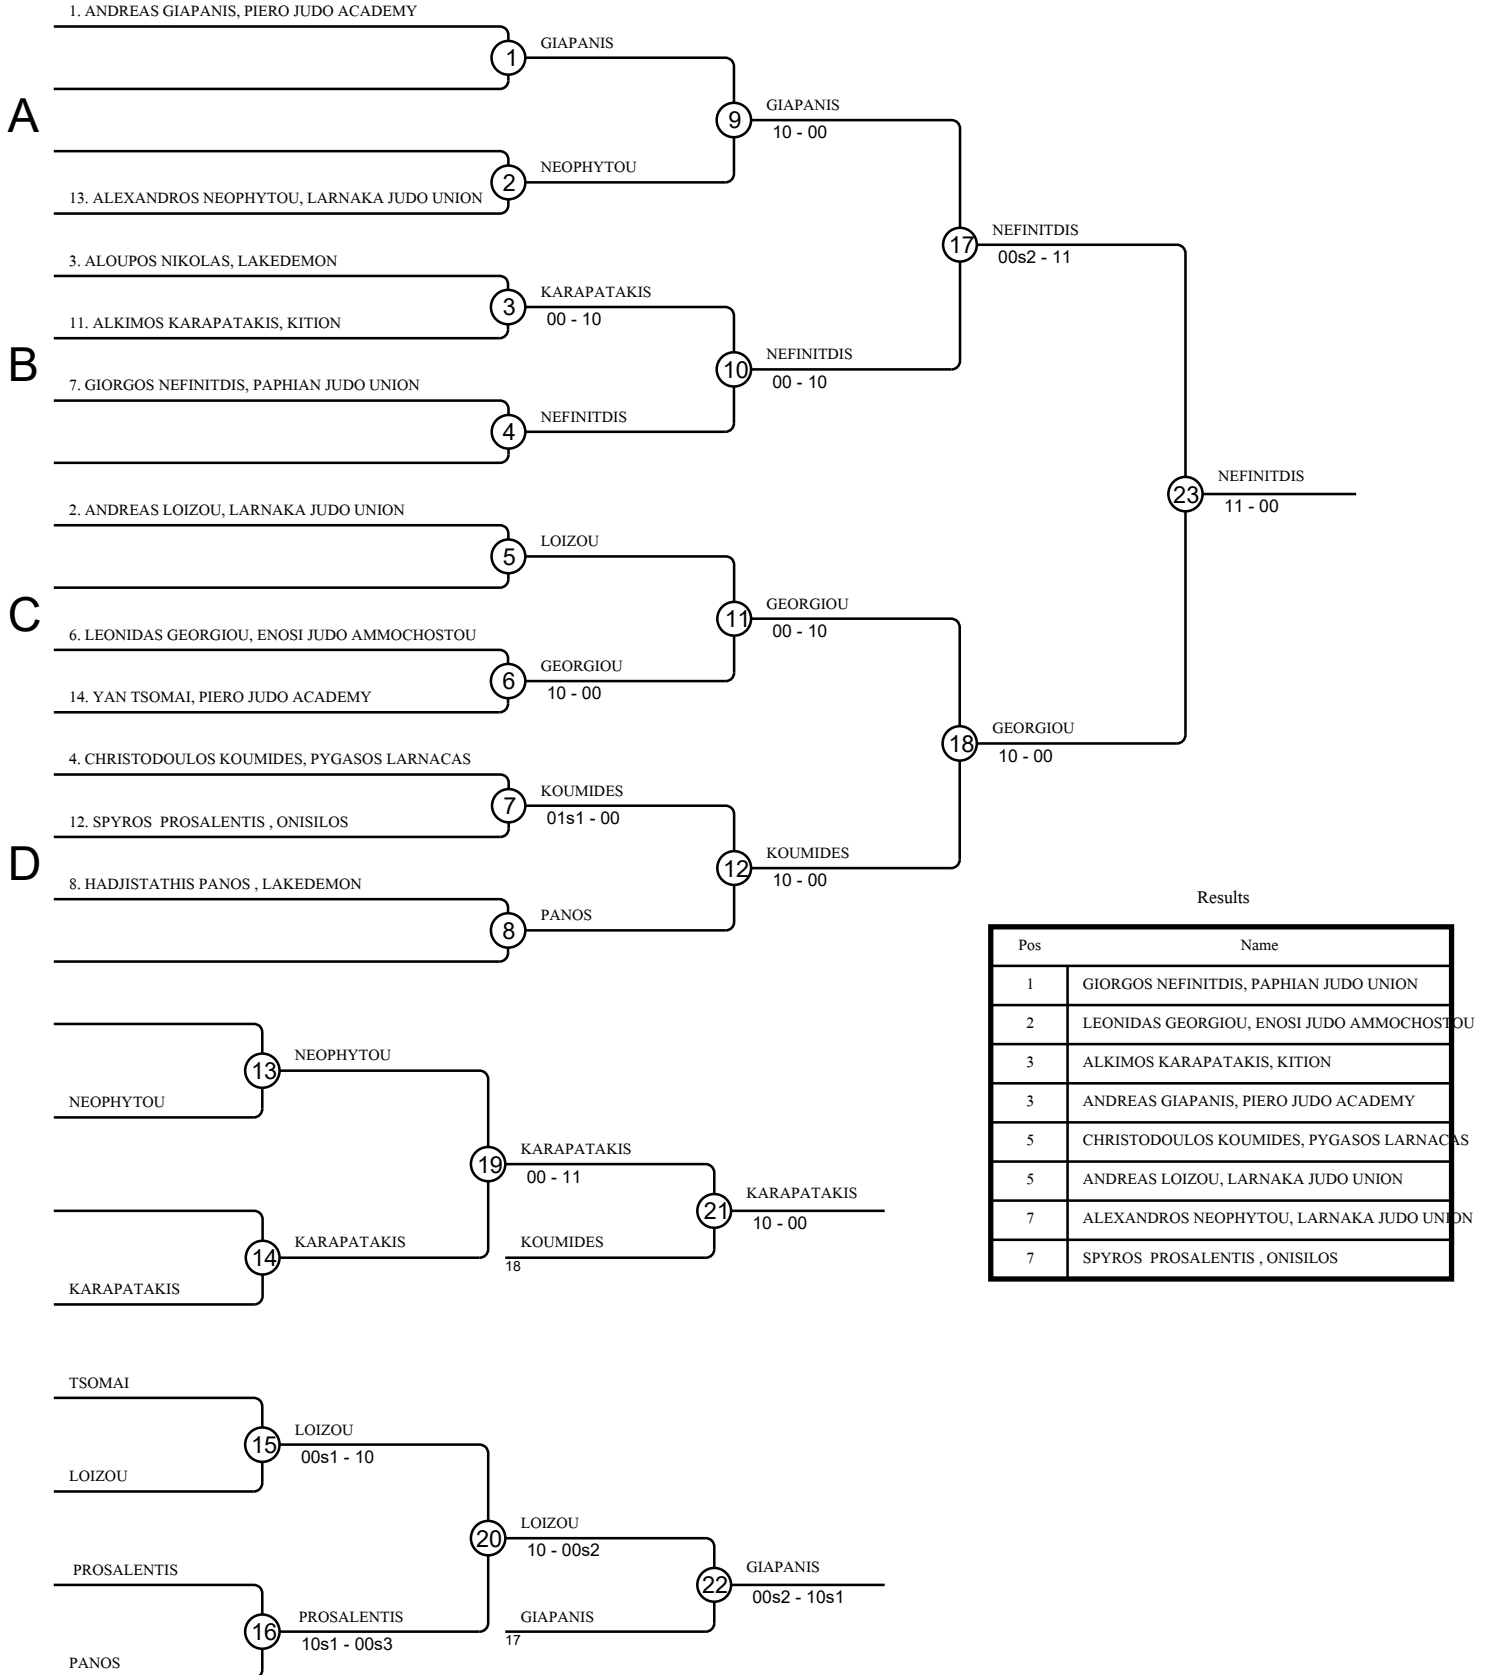 1. ANDREAS GIAPANIS, PIERO JUDO ACADEMY
1
GIAPANIS
A
9
GIAPANIS
10 - 00
2
NEOPHYTOU
13. ALEXANDROS NEOPHYTOU, LARNAKA JUDO UNION
17
NEFINITDIS
00s2 - 11
3. ALOUPOS NIKOLAS, LAKEDEMON
3
KARAPATAKIS
00 - 10
11. ALKIMOS KARAPATAKIS, KITION
B
10
NEFINITDIS
00 - 10
7. GIORGOS NEFINITDIS, PAPHIAN JUDO UNION
4
NEFINITDIS
23
NEFINITDIS
11 - 00
2. ANDREAS LOIZOU, LARNAKA JUDO UNION
5
LOIZOU
C
11
GEORGIOU
00 - 10
6. LEONIDAS GEORGIOU, ENOSI JUDO AMMOCHOSTOU
6
GEORGIOU
10 - 00
14. YAN TSOMAI, PIERO JUDO ACADEMY
18
GEORGIOU
10 - 00
4. CHRISTODOULOS KOUMIDES, PYGASOS LARNACAS
7
KOUMIDES
01s1 - 00
12. SPYROS PROSALENTIS , ONISILOS
D
12
KOUMIDES
10 - 00
8. HADJISTATHIS PANOS , LAKEDEMON
8
PANOS
Results
Pos Name
1 GIORGOS NEFINITDIS, PAPHIAN JUDO UNION
2 LEONIDAS GEORGIOU, ENOSI JUDO AMMOCHOSTOU
3 ALKIMOS KARAPATAKIS, KITION
3 ANDREAS GIAPANIS, PIERO JUDO ACADEMY
5 CHRISTODOULOS KOUMIDES, PYGASOS LARNACAS
5 ANDREAS LOIZOU, LARNAKA JUDO UNION
7 ALEXANDROS NEOPHYTOU, LARNAKA JUDO UNION
7 SPYROS PROSALENTIS , ONISILOS
13
NEOPHYTOU
NEOPHYTOU
19
KARAPATAKIS
00 - 11
21
KARAPATAKIS
10 - 00
14
KARAPATAKIS
KOUMIDES
18
KARAPATAKIS
TSOMAI
15
LOIZOU
00s1 - 10
LOIZOU
20
LOIZOU
10 - 00s2
22
GIAPANIS
00s2 - 10s1
PROSALENTIS
16
PROSALENTIS
10s1 - 00s3
GIAPANIS
17
PANOS